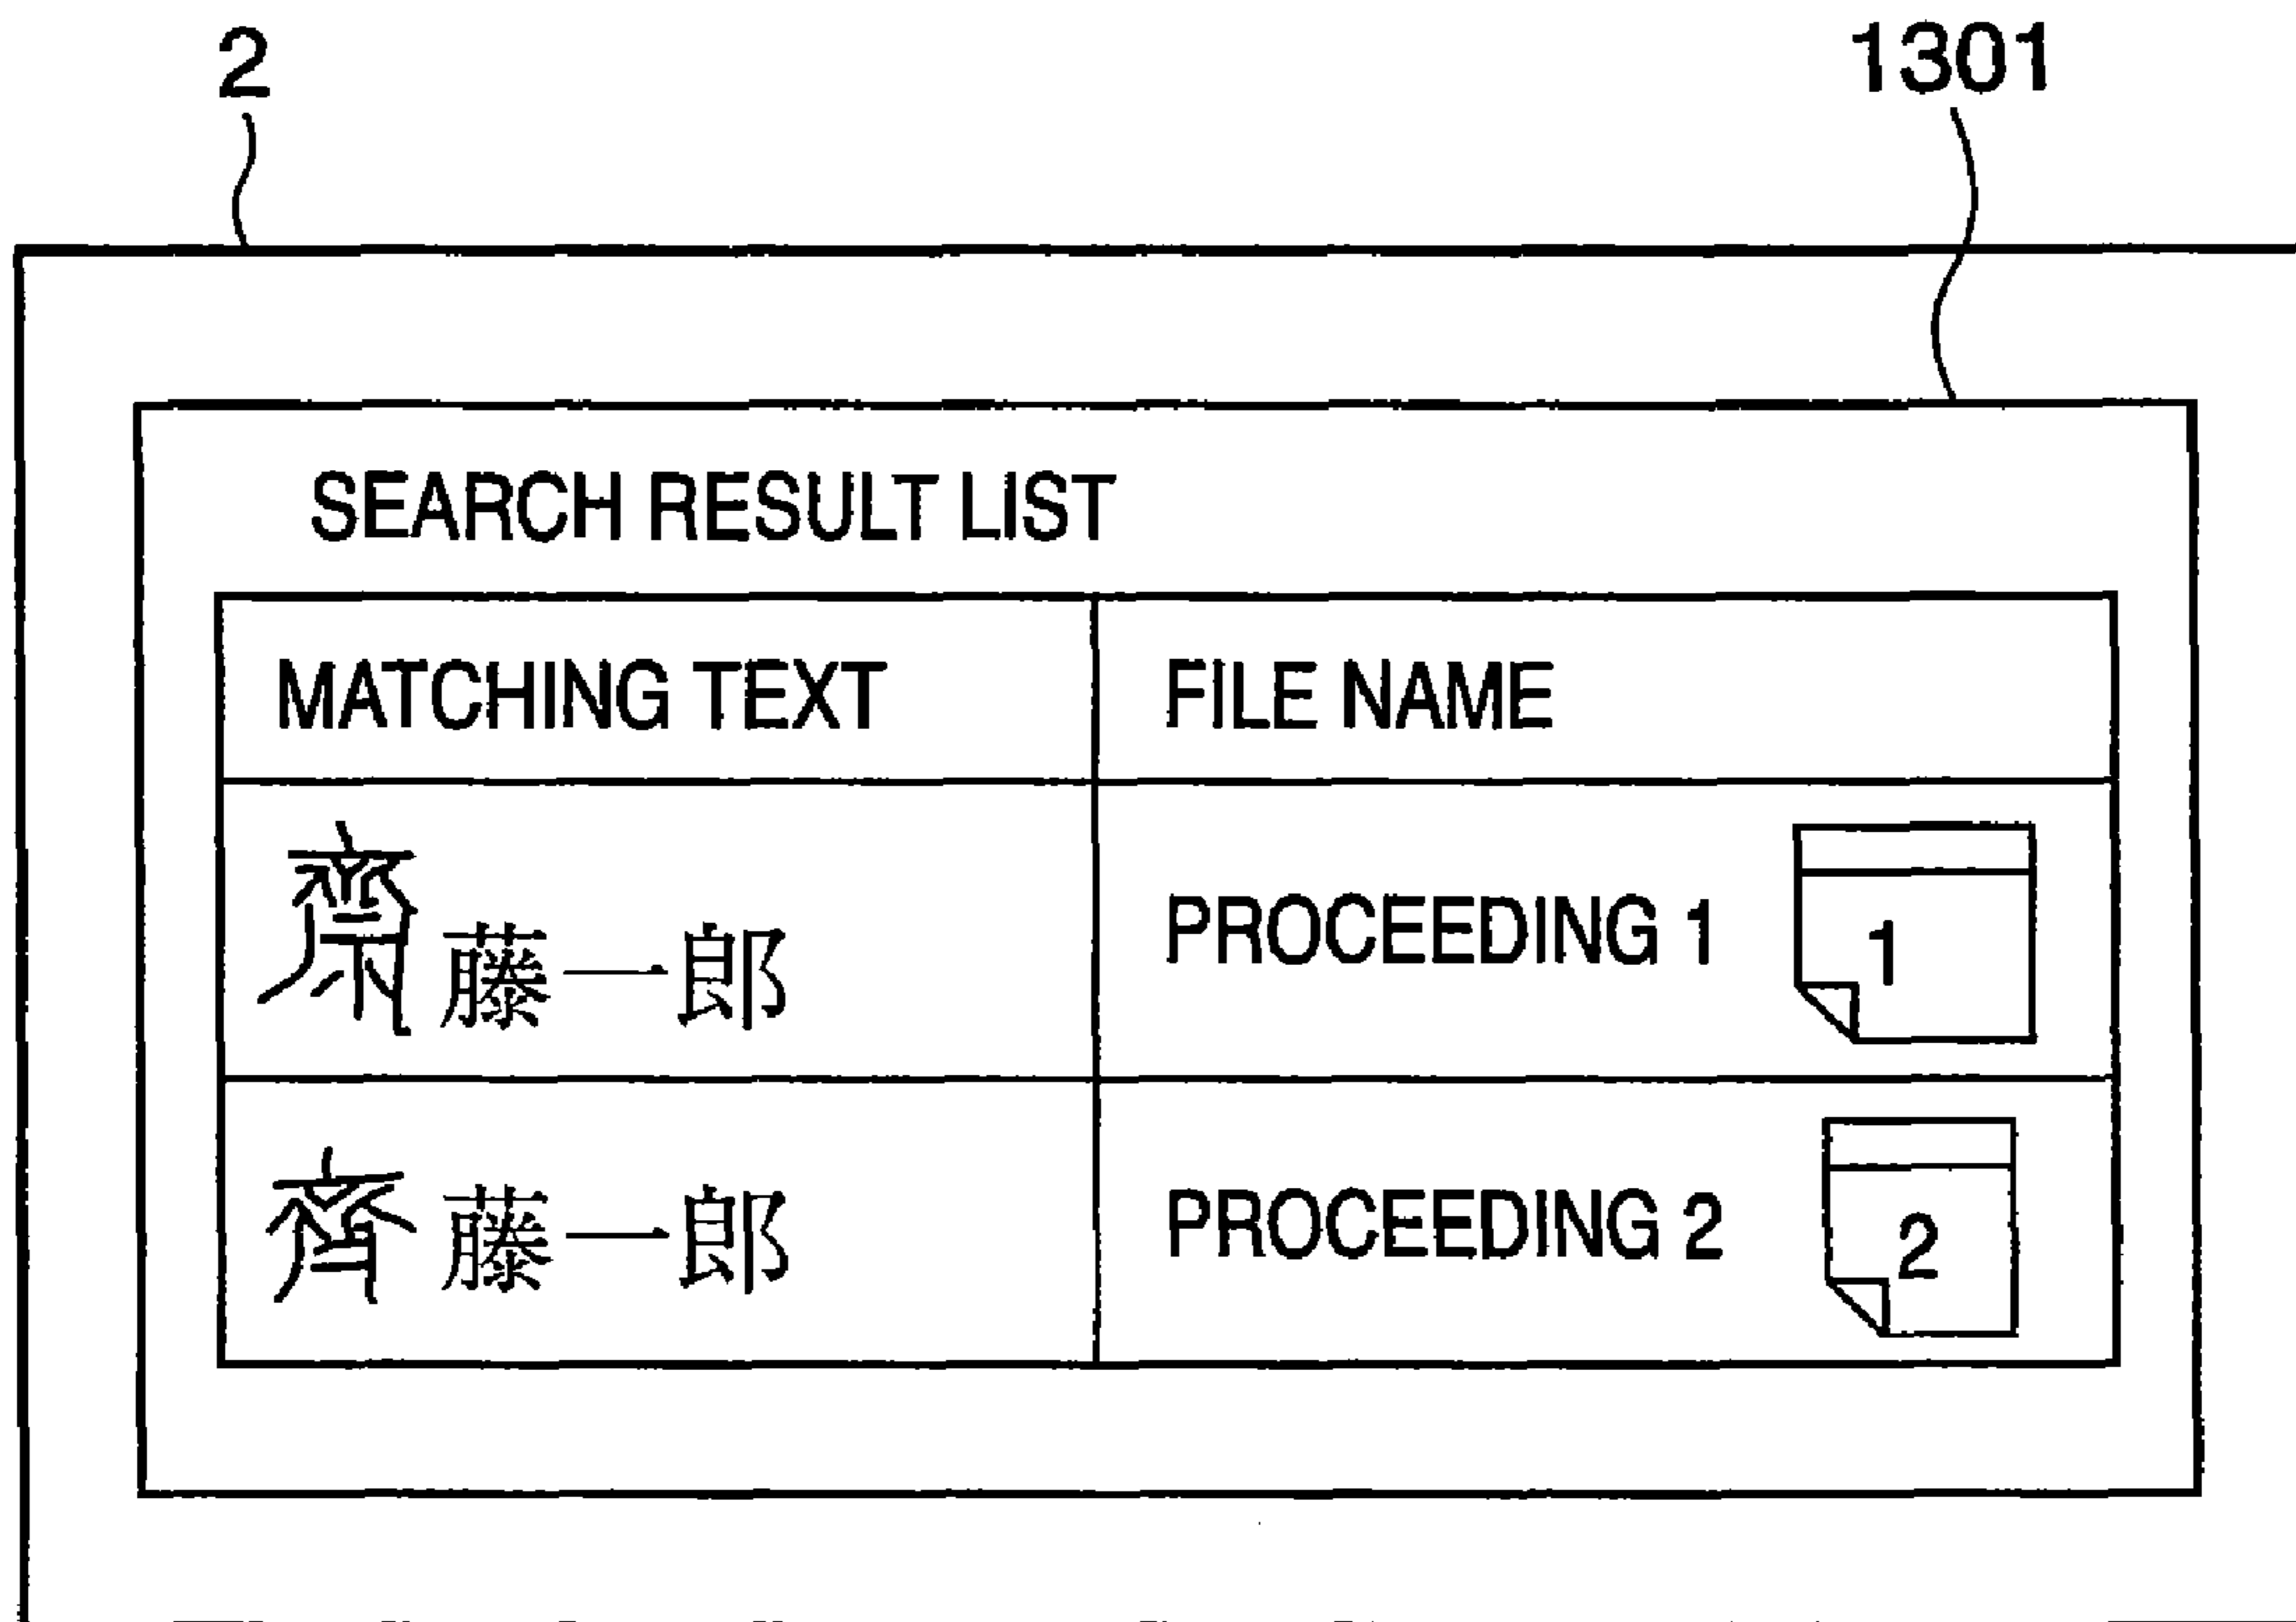 2 1301
SEARCH RESULT LIST
MATCHING TEXT FILE NAME
齋藤一郎 PROCEEDING 1 1
齊藤一郎 PROCEEDING 2 2